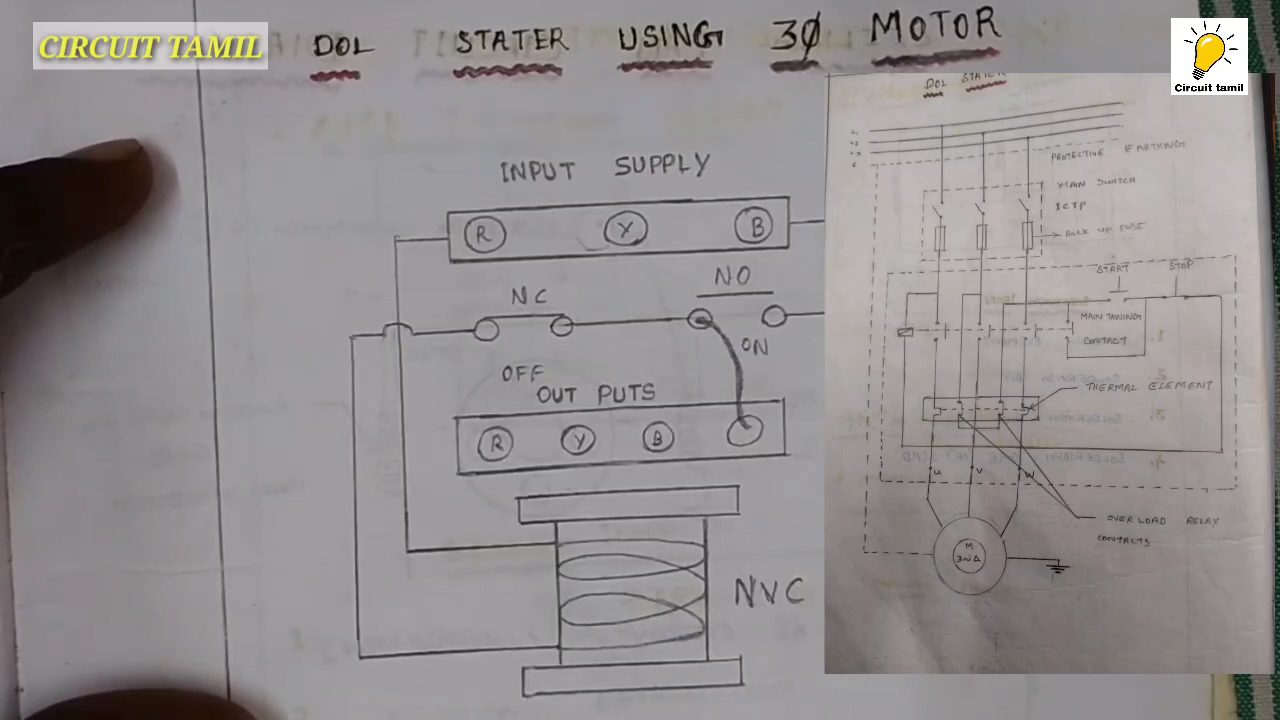 CIRCUIT TAMIL
DOL STATER USING 3Ø MOTOR
Circuit tamil
INPUT SUPPLY
R Y B
NC
NO
OFF
ON
OUT PUTS
R Y B
NVC
DOL STATER
PROTECTIVE EARTHING
MAIN SWITCH
ICTP
BACK UP FUSE
START STOP
MAIN TAWING
CONTACT
THERMAL ELEMENT
U V W
OVER LOAD RELAY
CONTACTS
M
3~Δ